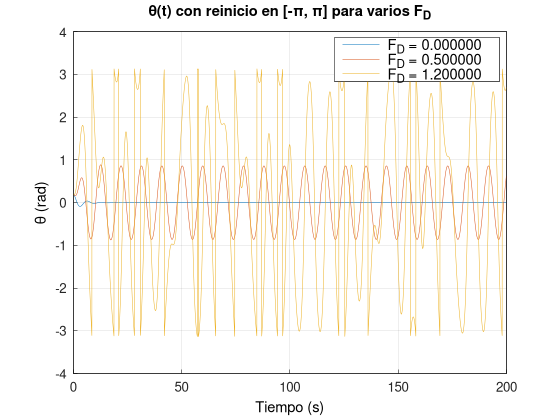 θ(t) con reinicio en [-π, π] para varios F_D
F_D = 0.000000
F_D = 0.500000
F_D = 1.200000
4
3
2
1
0
-1
-2
-3
-4
θ (rad)
0
50
100
150
200
Tiempo (s)